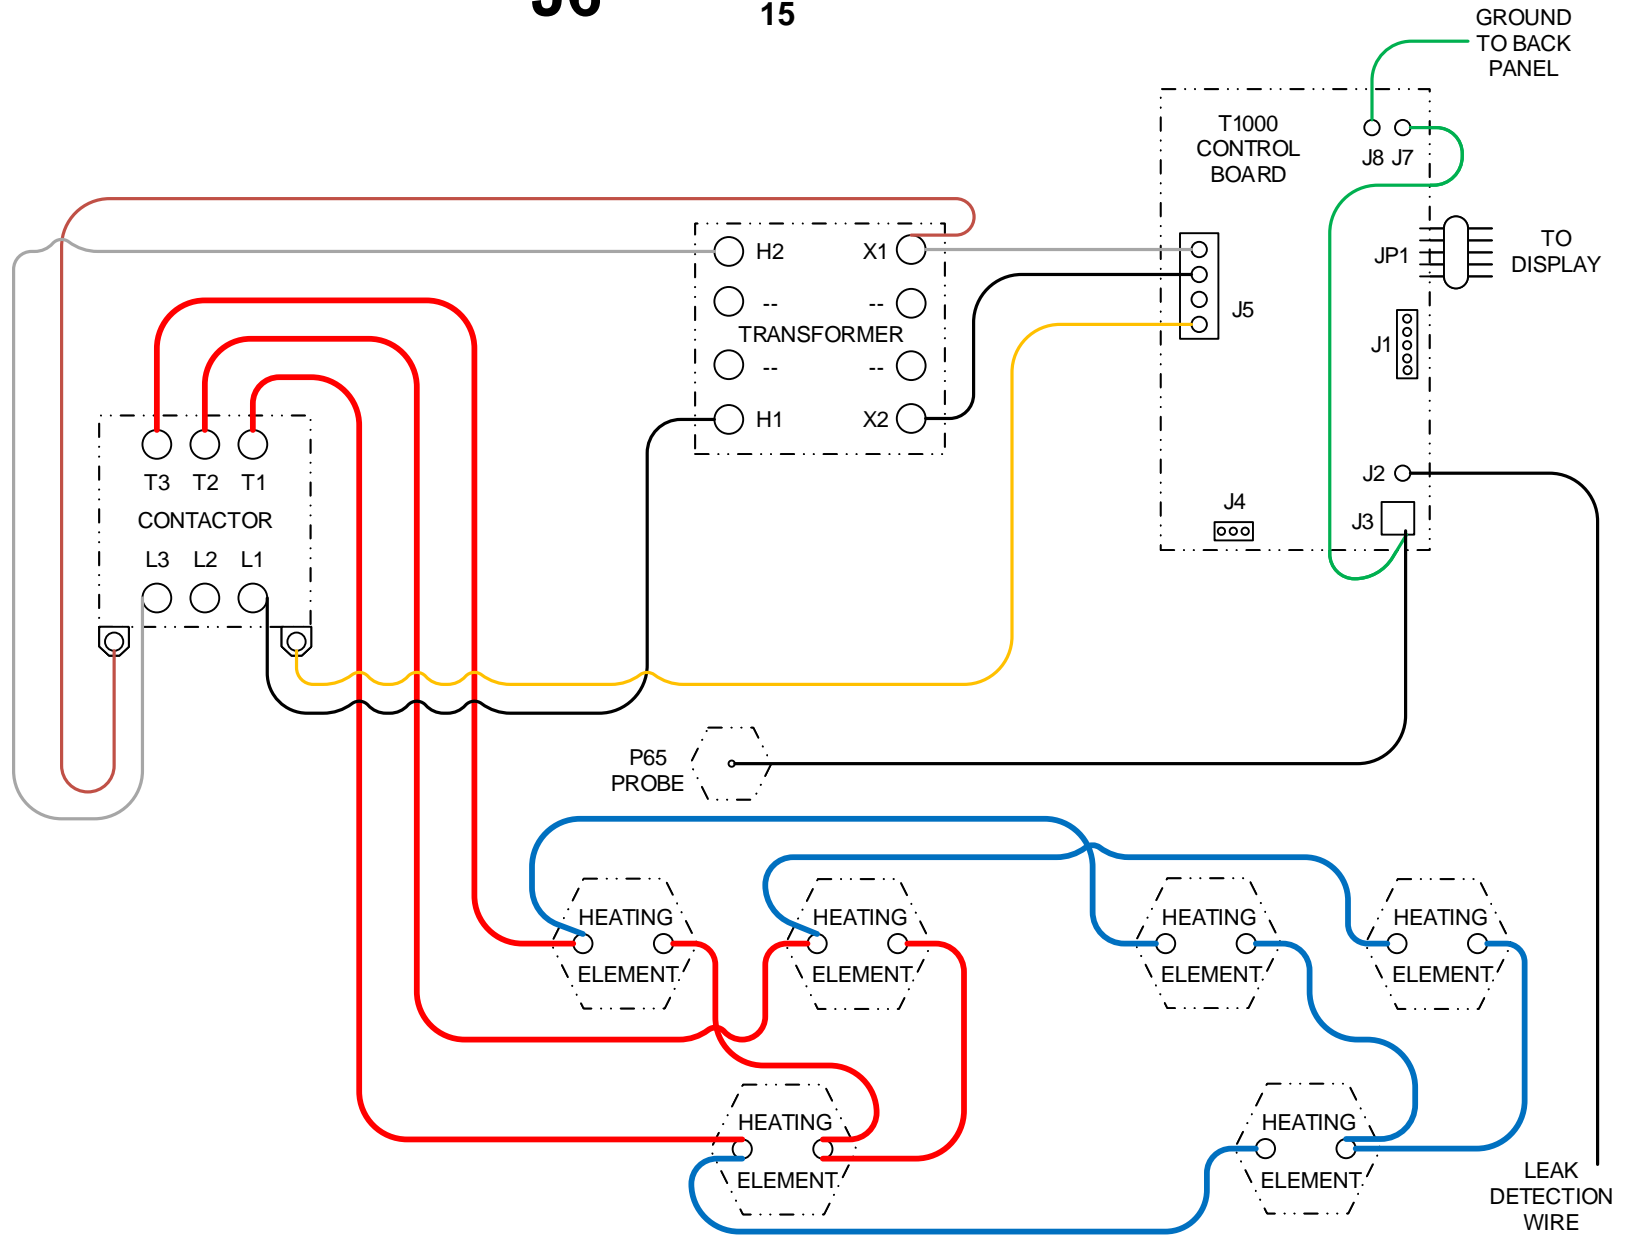 15
GROUND
TO BACK
PANEL
T1000
CONTROL
BOARD
J8 J7
H2
X1
JP1
TO
DISPLAY
--
--
J5
TRANSFORMER
J1
--
--
H1
X2
T3 T2 T1
J2
CONTACTOR
J4
J3
L3 L2 L1
P65
PROBE
HEATING
ELEMENT
HEATING
ELEMENT
HEATING
ELEMENT
HEATING
ELEMENT
HEATING
ELEMENT
HEATING
ELEMENT
LEAK
DETECTION
WIRE